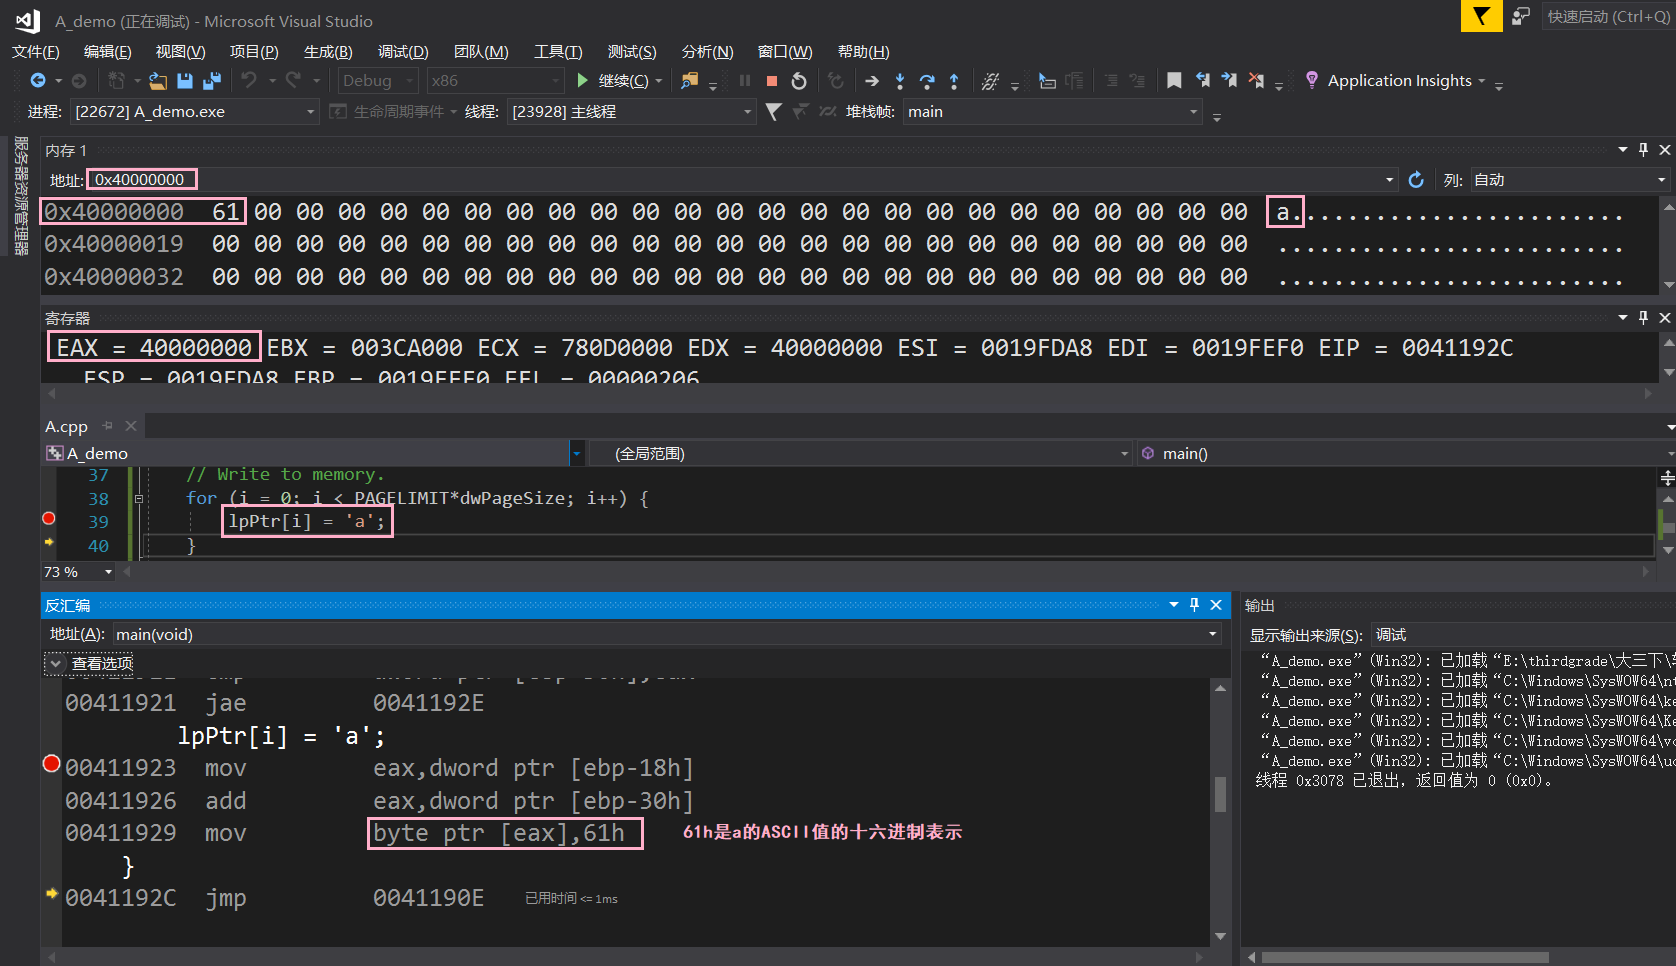 A_demo (正在调试) - Microsoft Visual Studio
快速启动 (Ctrl+Q)
文件(F) 编辑(E) 视图(V) 项目(P) 生成(B) 调试(D) 团队(M) 工具(T) 测试(S) 分析(N) 窗口(W) 帮助(H)
Debug x86 继续(C) Application Insights
进程: [22672] A_demo.exe 生命周期事件 线程: [23928] 主线程 堆栈帧: main
服务器资源管理器
内存 1
地址: 0x40000000 列: 自动
0x40000000 61 00 00 00 00 00 00 00 00 00 00 00 00 00 00 00 00 00 00 00 00 00 00 00 00 a........................
0x40000019 00 00 00 00 00 00 00 00 00 00 00 00 00 00 00 00 00 00 00 00 00 00 00 00 00 .........................
0x40000032 00 00 00 00 00 00 00 00 00 00 00 00 00 00 00 00 00 00 00 00 00 00 00 00 00 .........................
寄存器
EAX = 40000000 EBX = 003CA000 ECX = 780D0000 EDX = 40000000 ESI = 0019FDA8 EDI = 0019FEF0 EIP = 0041192C
ESP = 0019FDA8 EBP = 0019FEF0 EFL = 00000206
A.cpp
A_demo (全局范围) main()
37 // Write to memory.
38 for (i = 0; i < PAGELIMIT*dwPageSize; i++) {
39 lpPtr[i] = 'a';
40 }
73 %
反汇编
地址(A): main(void)
查看选项
00411921 jae 0041192E
lpPtr[i] = 'a';
00411923 mov eax,dword ptr [ebp-18h]
00411926 add eax,dword ptr [ebp-30h]
00411929 mov byte ptr [eax],61h 61h是a的ASCII值的十六进制表示
}
0041192C jmp 0041190E 已用时间 <= 1ms
输出
显示输出来源(S): 调试
“A_demo.exe” (Win32): 已加载 “E:\thirdgrade\大三下\
“A_demo.exe” (Win32): 已加载 “C:\Windows\SysWOW64\nt
“A_demo.exe” (Win32): 已加载 “C:\Windows\SysWOW64\ke
“A_demo.exe” (Win32): 已加载 “C:\Windows\SysWOW64\Ke
“A_demo.exe” (Win32): 已加载 “C:\Windows\SysWOW64\vc
“A_demo.exe” (Win32): 已加载 “C:\Windows\SysWOW64\uc
线程 0x3078 已退出，返回值为 0 (0x0)。